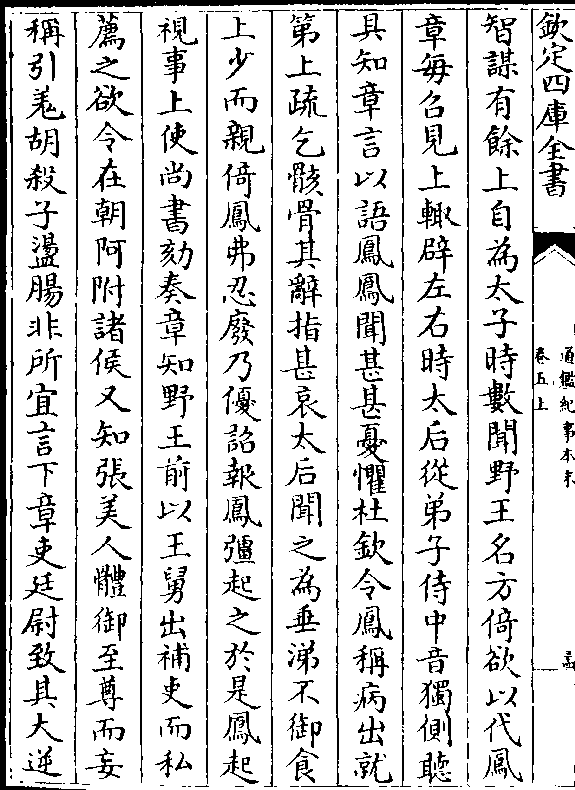 欽定四庫全書
通鑑紀事本末
卷五上
智謀有餘上自為太子時數聞野王名方倚欲以代鳳
章每召見上輙辟左右時太后從弟子侍中音獨側聽
具知章言以語鳳鳳聞甚甚憂懼杜欽令鳳稱病出就
第上疏乞骸骨其辭指甚哀太后聞之為垂涕不御食
上少而親倚鳳弗忍廢乃優詔報鳳彊起之於是鳳起
視事上使尚書劾奏章知野王前以王舅出補吏而私
薦之欲令在朝阿附諸侯又知張美人體御至尊而妄
稱引羌胡殺子盪腸非所宜言下章吏廷尉致其大逆